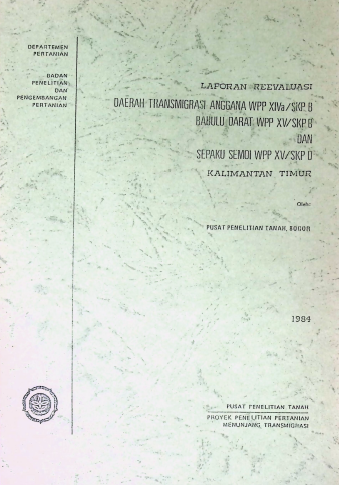 DEPARTEMEN
PERTANIAN
BADAN
PENELITIAN
DAN
PENGEMBANGAN
PERTANIAN
LAPORAN REEVALUASI
DAERAH TRANSMIGRASI ANGGANA WPP XIVa/SKP B
BABULU DARAT WPP XV/SKP B
DAN
SEPAKU SEMOI WPP XV/SKP D
KALIMANTAN TIMUR
Oleh:
PUSAT PENELITIAN TANAH, BOGOR
1984
PUSAT PENELITIAN TANAH
PROYEK PENELITIAN PERTANIAN
MENUNJANG TRANSMIGRASI